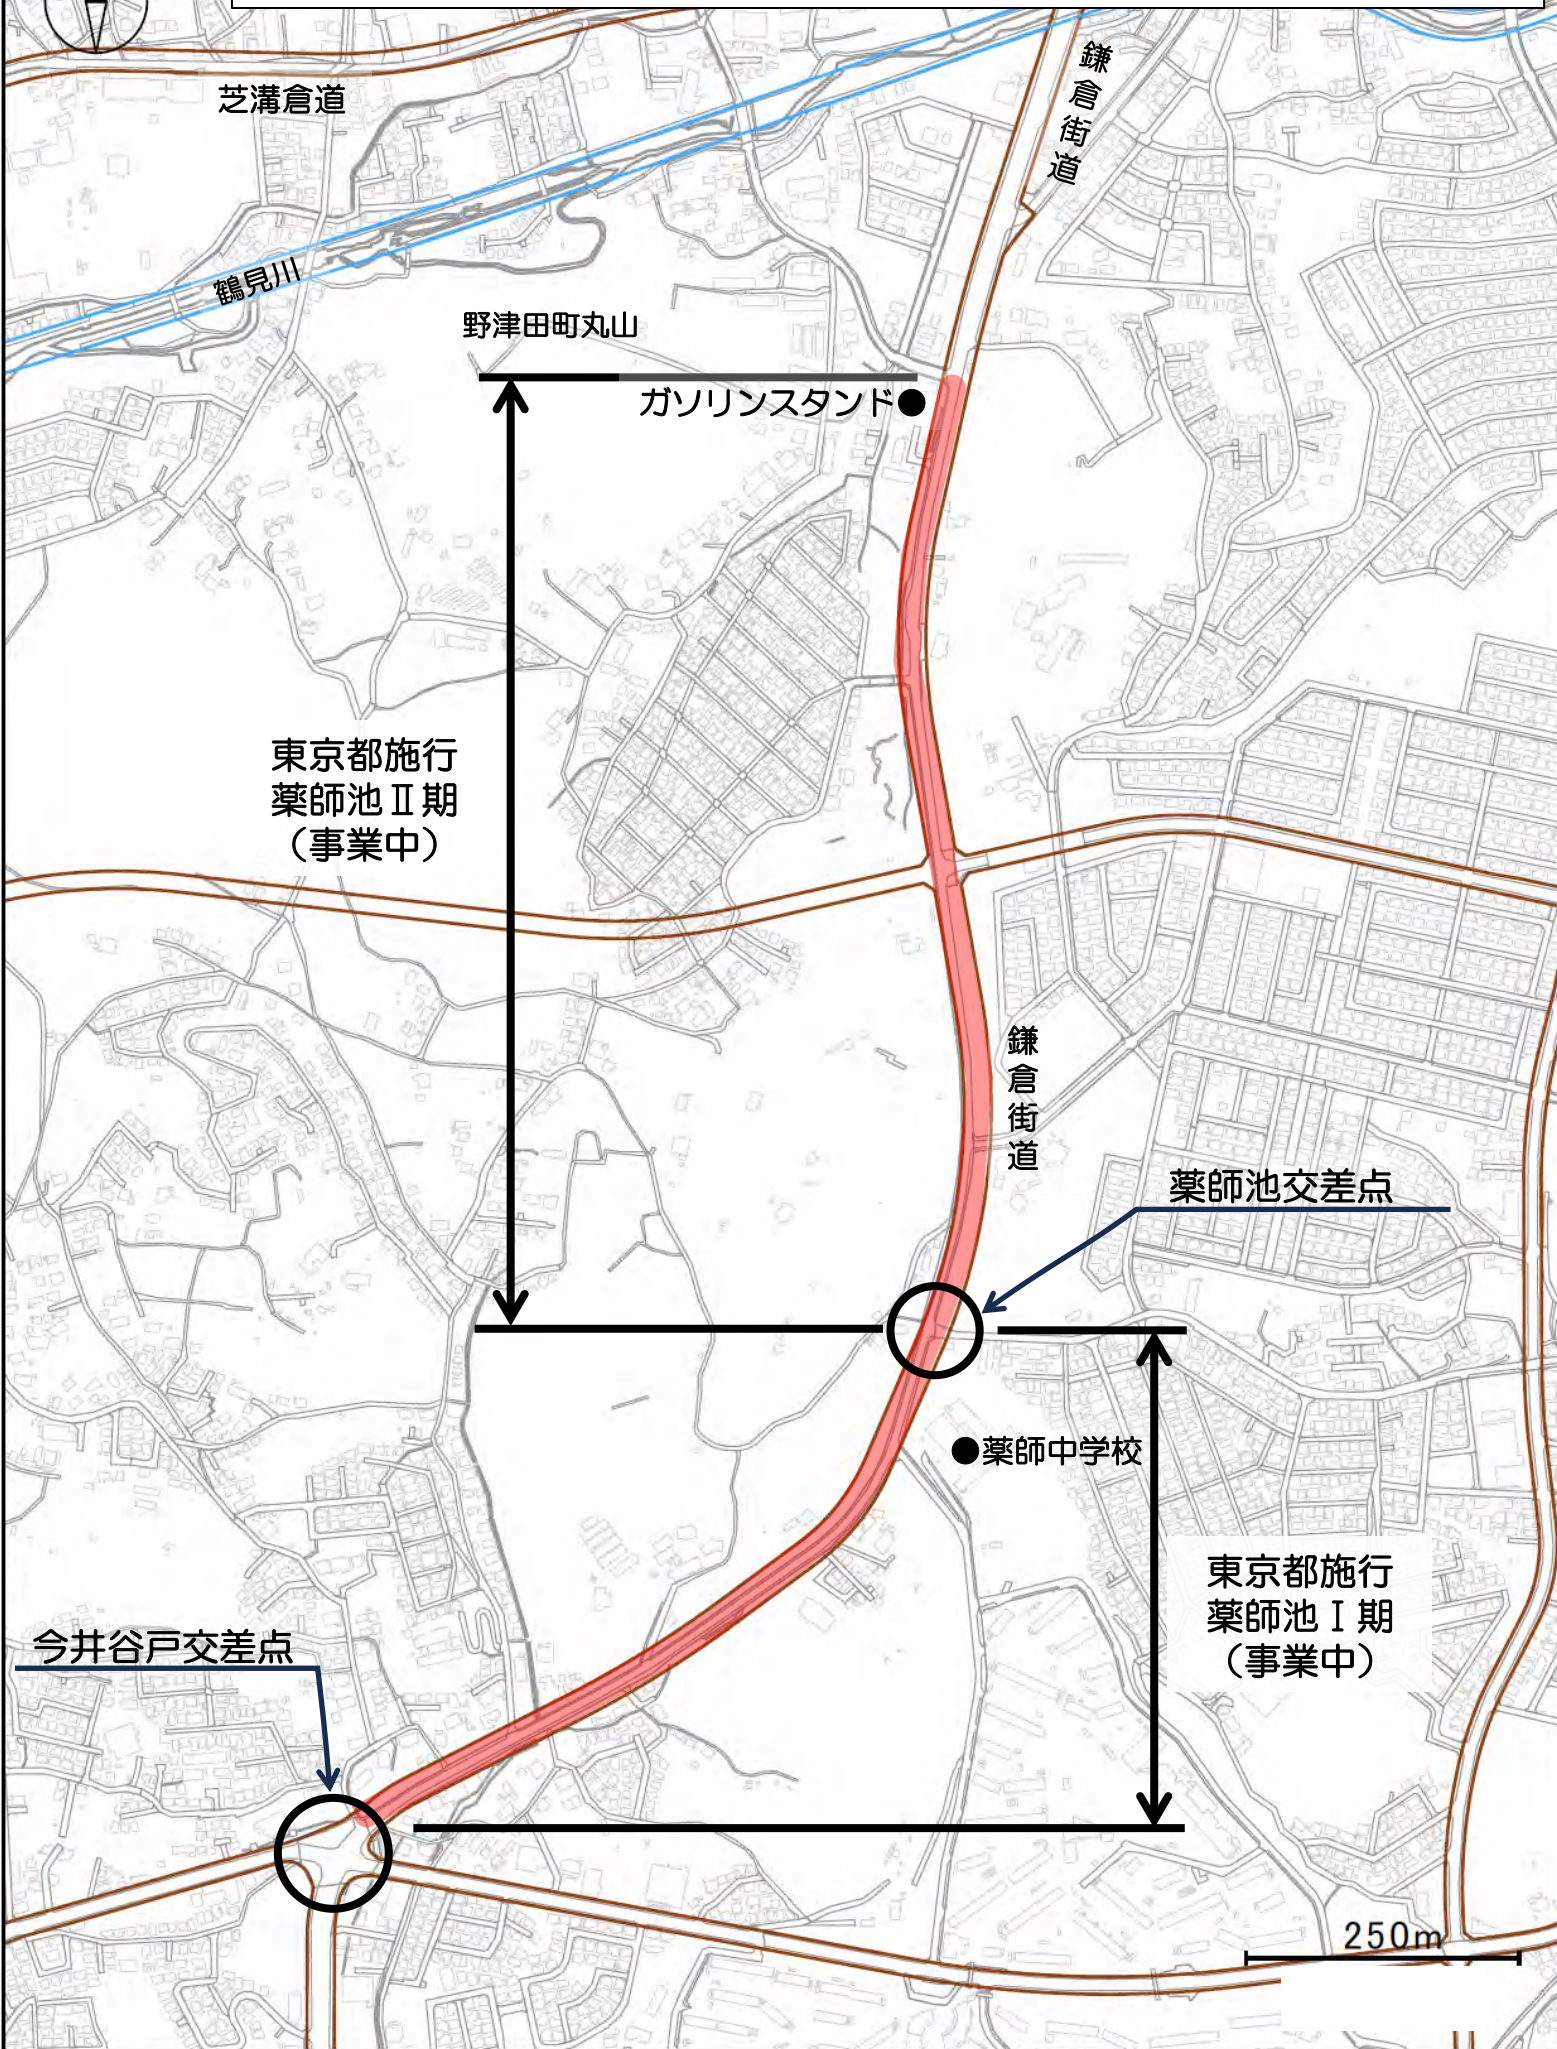 芝溝倉道
鎌倉街道
鶴見川
野津田町丸山
ガソリンスタンド●
東京都施行
薬師池Ⅱ期
（事業中）
鎌倉街道
薬師池交差点
●薬師中学校
東京都施行
薬師池Ⅰ期
（事業中）
今井谷戸交差点
250m